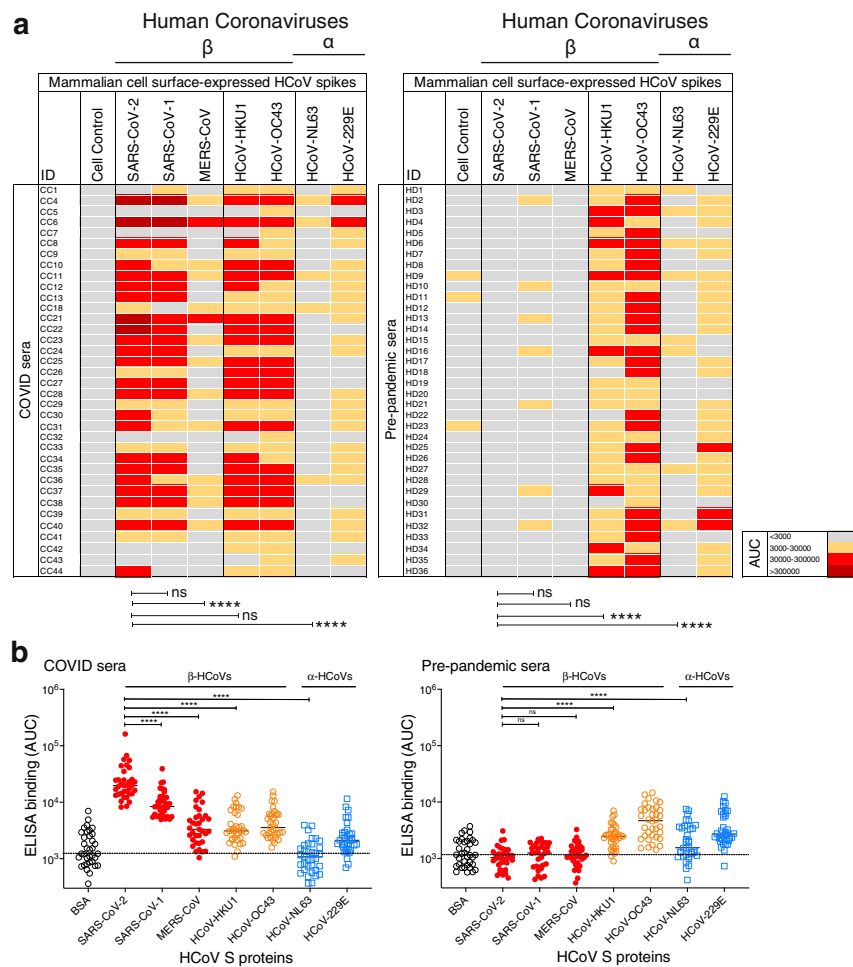 a
Human Coronaviruses
β
α
Mammalian cell surface-expressed HCoV spikes
ID
Cell Control
SARS-CoV-2
SARS-CoV-1
MERS-CoV
HCoV-HKU1
HCoV-OC43
HCoV-NL63
HCoV-229E
COVID sera
CC1
CC4
CC5
CC6
CC7
CC8
CC9
CC10
CC11
CC12
CC13
CC18
CC21
CC22
CC23
CC24
CC25
CC26
CC27
CC28
CC29
CC30
CC31
CC32
CC33
CC34
CC35
CC36
CC37
CC38
CC39
CC40
CC41
CC42
CC43
CC44
ns
****
ns
****
Human Coronaviruses
β
α
Mammalian cell surface-expressed HCoV spikes
ID
Cell Control
SARS-CoV-2
SARS-CoV-1
MERS-CoV
HCoV-HKU1
HCoV-OC43
HCoV-NL63
HCoV-229E
Pre-pandemic sera
HD1
HD2
HD3
HD4
HD5
HD6
HD7
HD8
HD9
HD10
HD11
HD12
HD13
HD14
HD15
HD16
HD17
HD18
HD19
HD20
HD21
HD22
HD23
HD24
HD25
HD26
HD27
HD28
HD29
HD30
HD31
HD32
HD33
HD34
HD35
HD36
ns
ns
****
****
AUC
<3000
3000-30000
30000-300000
>300000
b
COVID sera
β-HCoVs
α-HCoVs
****
****
****
****
ELISA binding (AUC)
10⁶
10⁵
10⁴
10³
BSA
SARS-CoV-2
SARS-CoV-1
MERS-CoV
HCoV-HKU1
HCoV-OC43
HCoV-NL63
HCoV-229E
HCoV S proteins
Pre-pandemic sera
β-HCoVs
α-HCoVs
****
****
ns
ns
ELISA binding (AUC)
10⁶
10⁵
10⁴
10³
BSA
SARS-CoV-2
SARS-CoV-1
MERS-CoV
HCoV-HKU1
HCoV-OC43
HCoV-NL63
HCoV-229E
HCoV S proteins